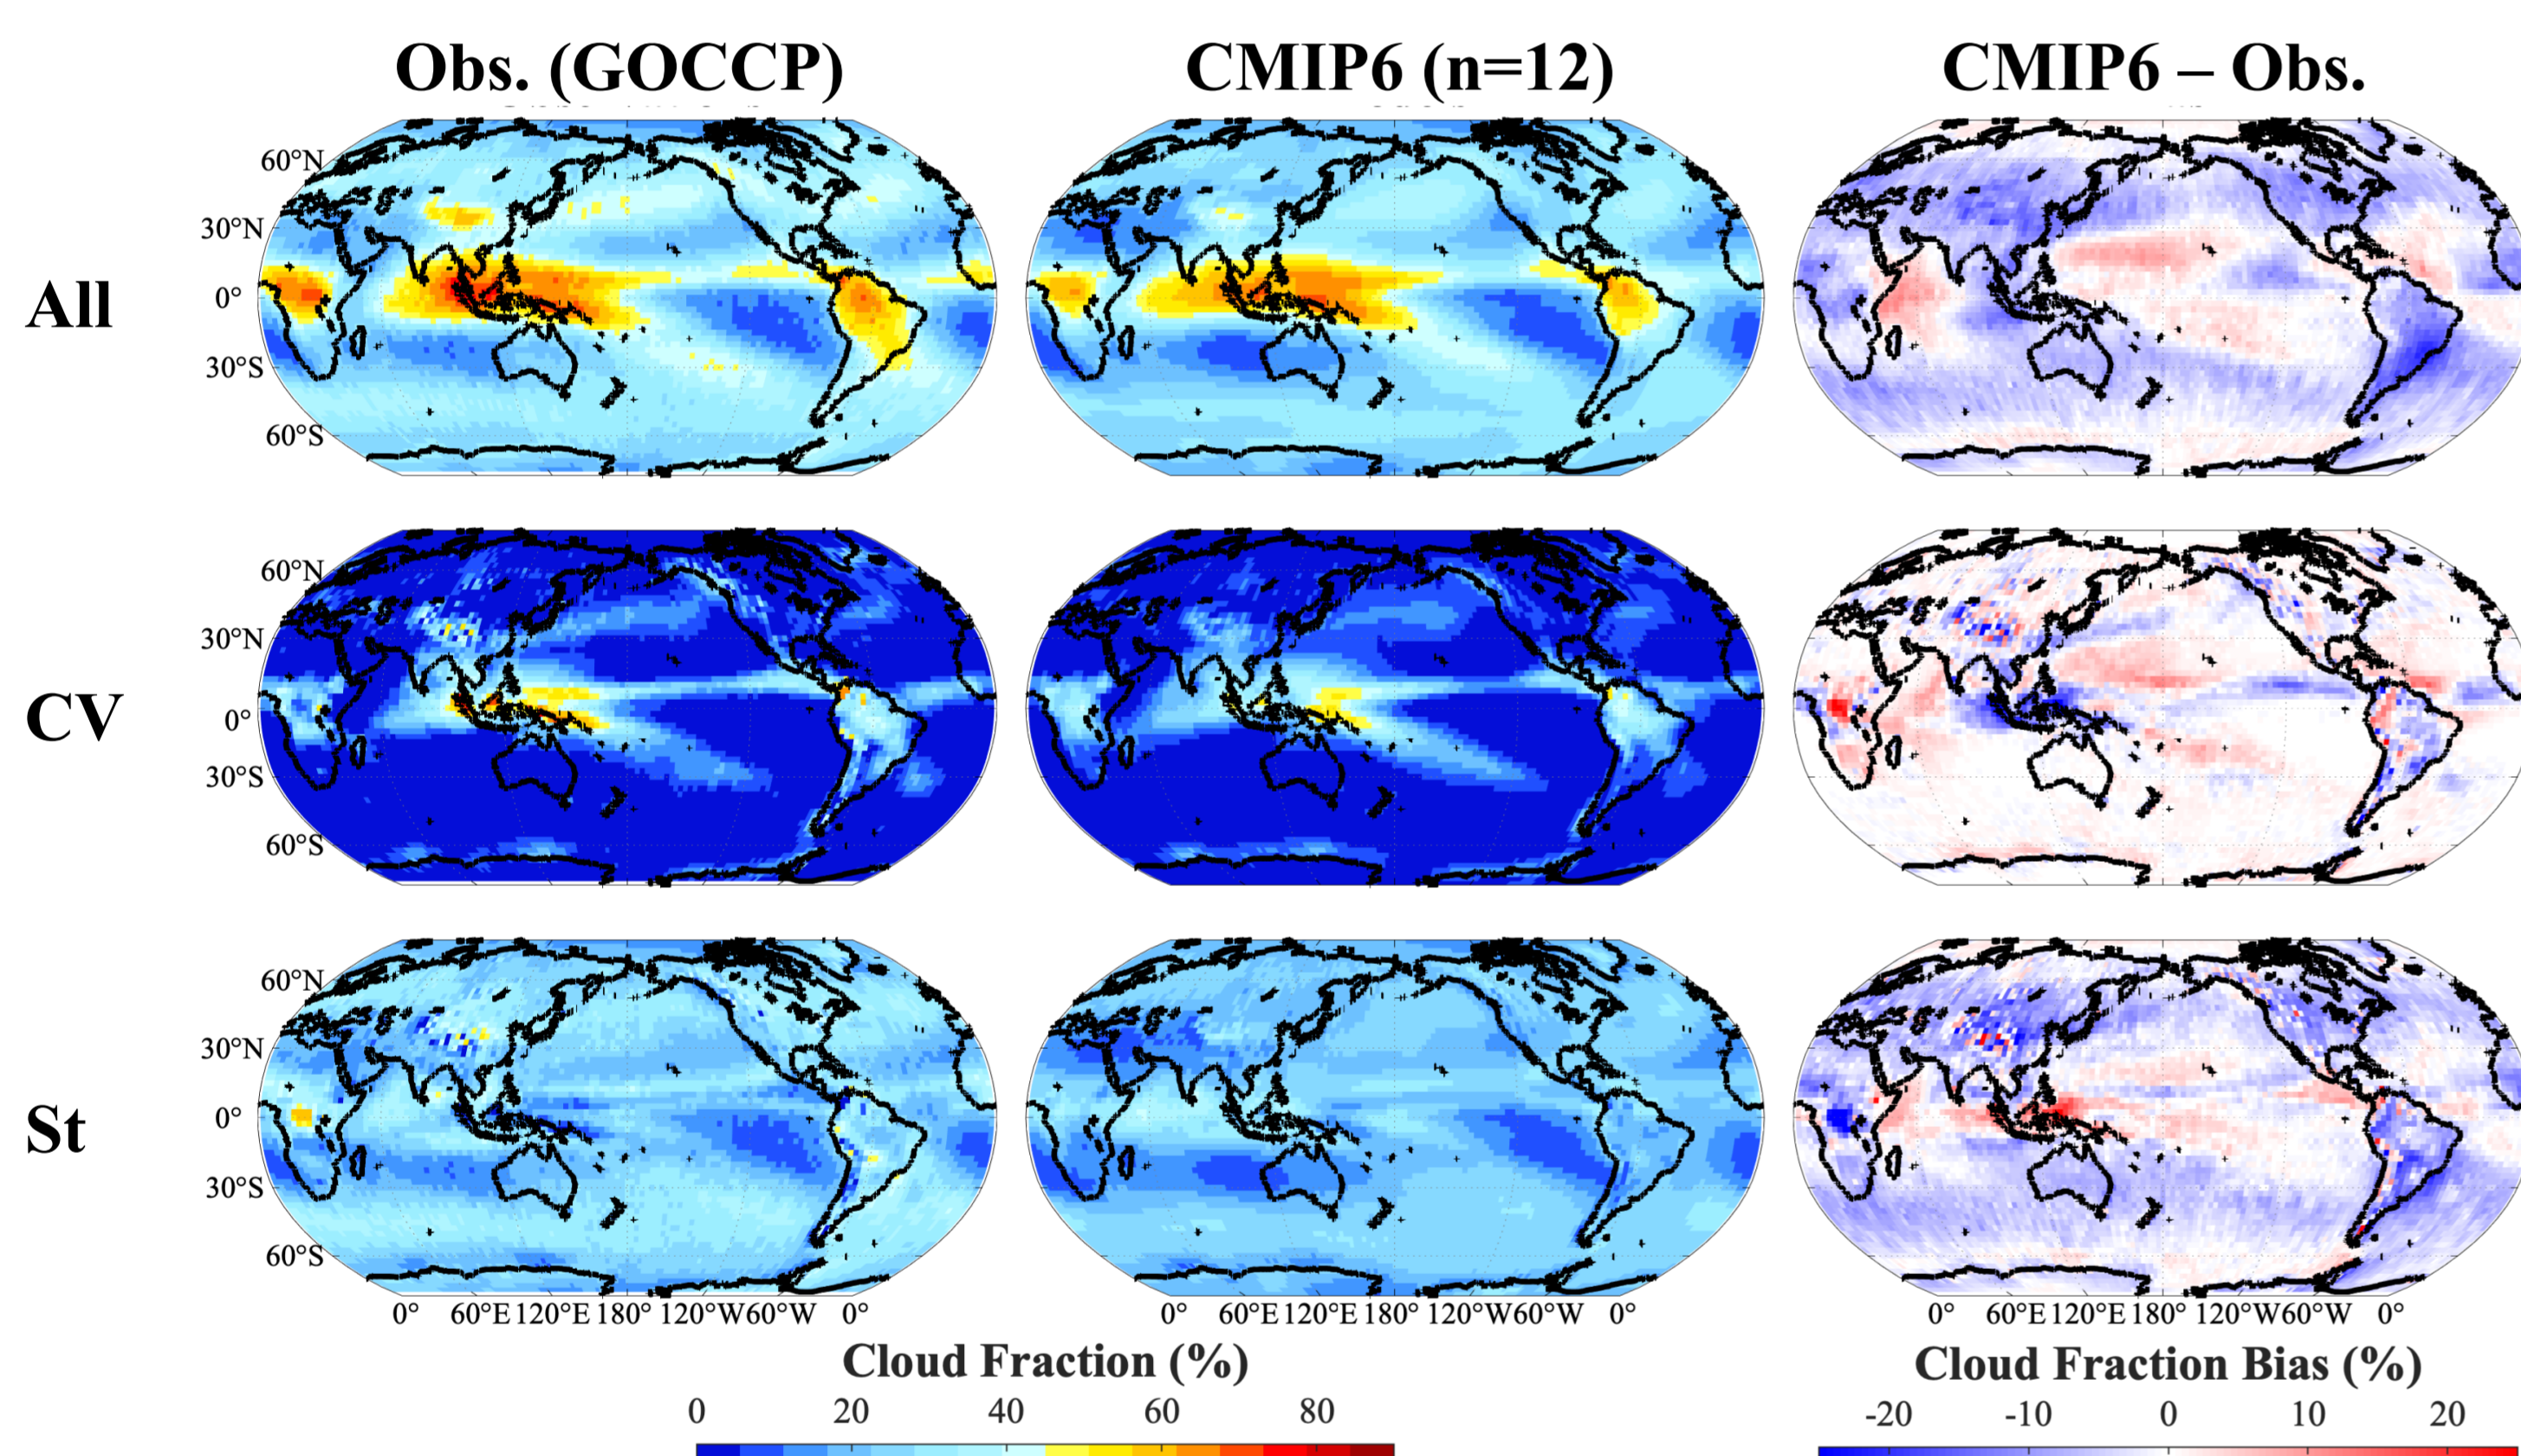 Obs. (GOCCP) CMIP6 (n=12) CMIP6 – Obs.
All
60°N
30°N
0°
30°S
60°S
CV
60°N
30°N
0°
30°S
60°S
St
60°N
30°N
0°
30°S
60°S
0° 60°E 120°E 180° 120°W 60°W 0° 0° 60°E 120°E 180° 120°W 60°W 0° 0° 60°E 120°E 180° 120°W 60°W 0°
Cloud Fraction (%) Cloud Fraction Bias (%)
0 20 40 60 80 -20 -10 0 10 20